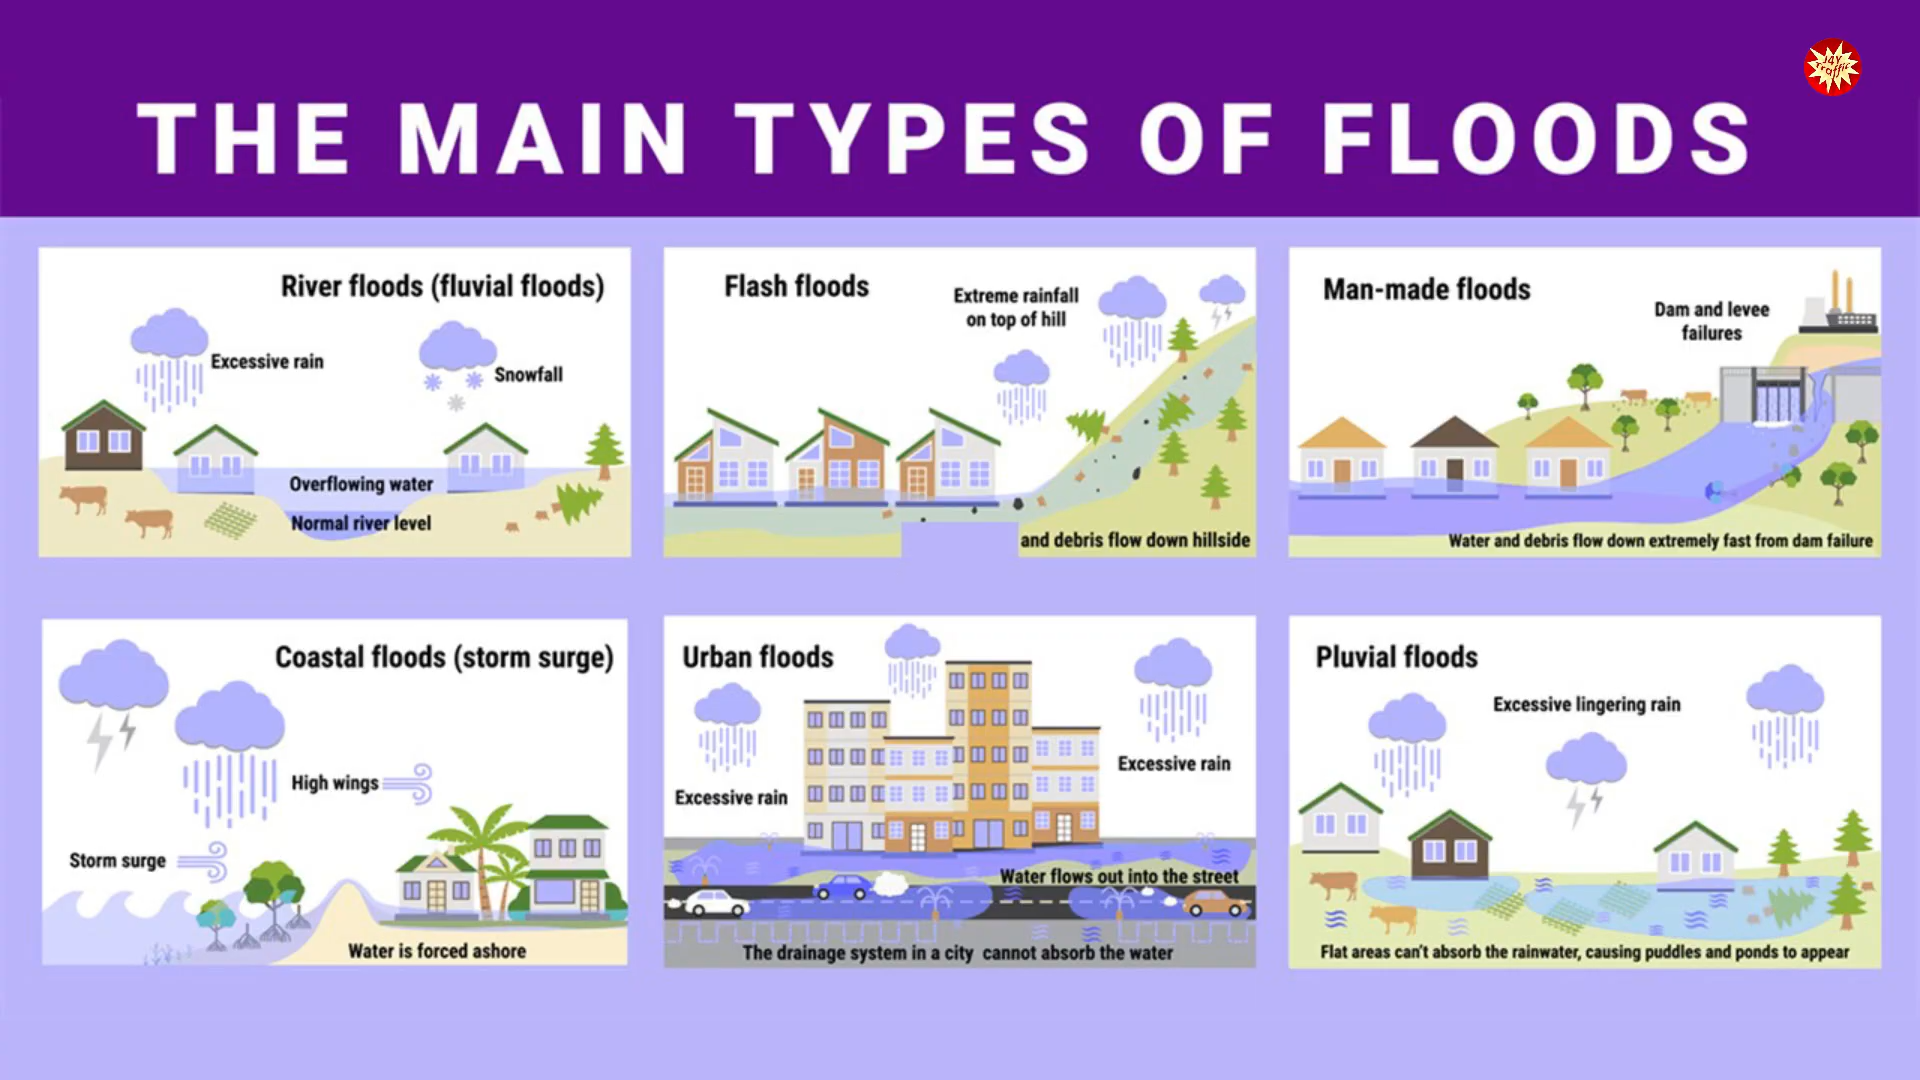 J4Y
Traffic
THE MAIN TYPES OF FLOODS
River floods (fluvial floods)
Excessive rain
Snowfall
Overflowing water
Normal river level
Flash floods
Extreme rainfall
on top of hill
and debris flow down hillside
Man-made floods
Dam and levee
failures
Water and debris flow down extremely fast from dam failure
Coastal floods (storm surge)
High wings
Storm surge
Water is forced ashore
Urban floods
Excessive rain
Excessive rain
Water flows out into the street
The drainage system in a city cannot absorb the water
Pluvial floods
Excessive lingering rain
Flat areas can't absorb the rainwater, causing puddles and ponds to appear